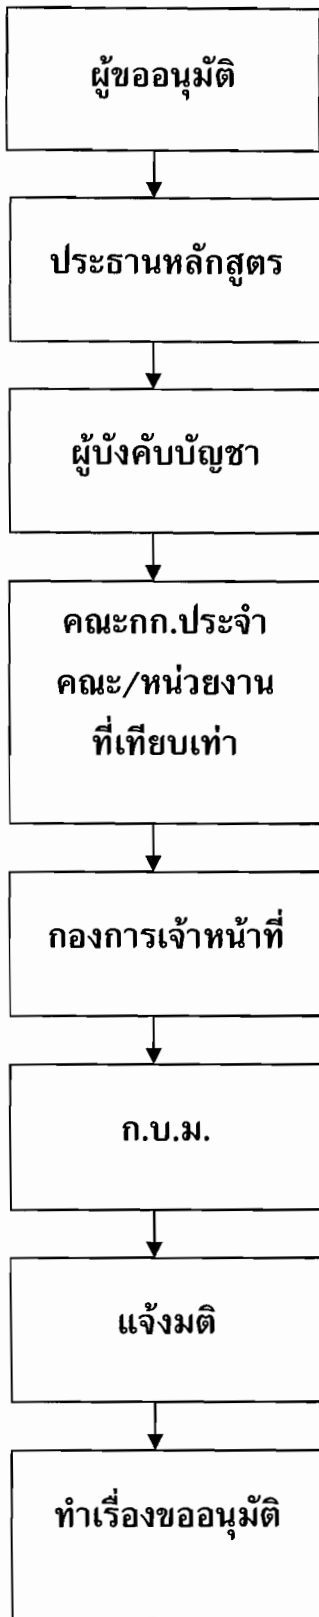 ผู้ขออนุมัติ
ประธานหลักสูตร
ผู้บังคับบัญชา
คณะกก.ประจำ
คณะ/หน่วยงาน
ที่เทียบเท่า
กองการเจ้าหน้าที่
ก.บ.ม.
แจ้งมติ
ทำเรื่องขออนุมัติ